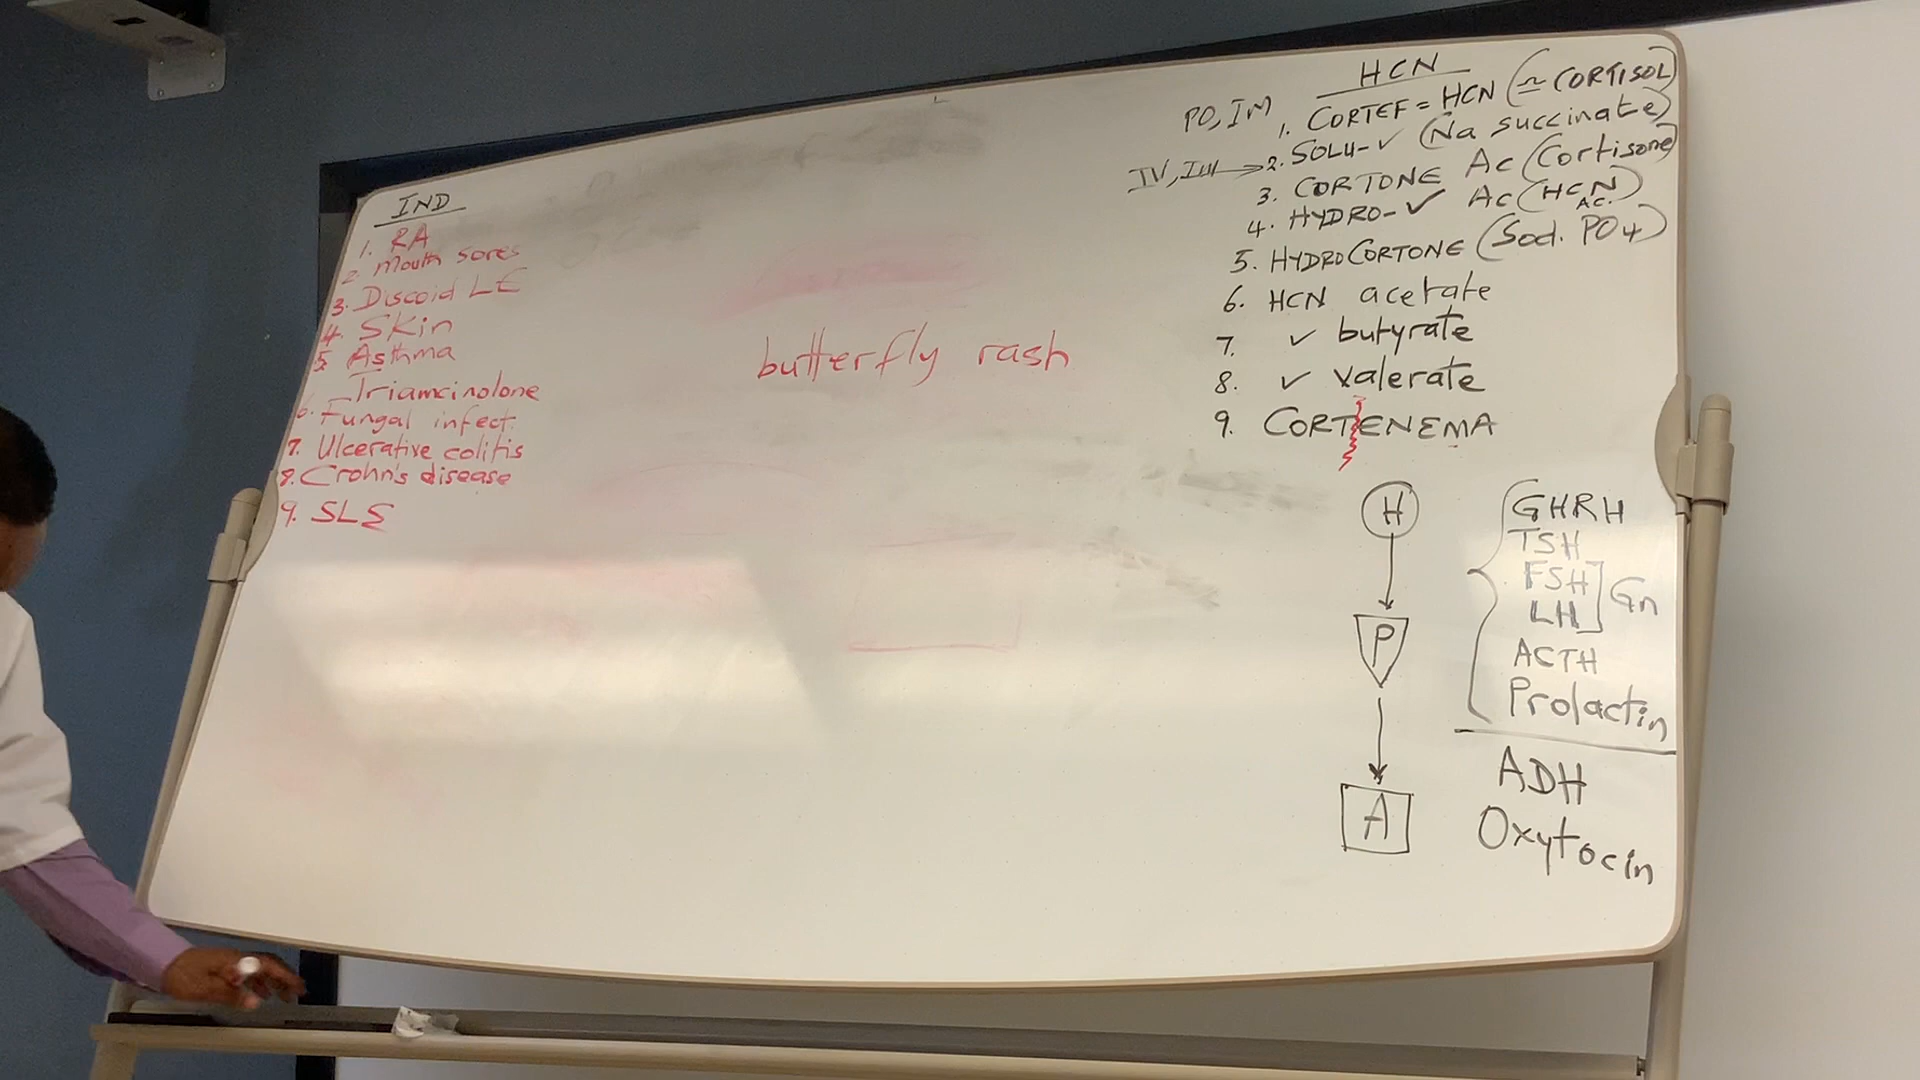 IND
1. RA
2. Mouth sores
3. Discoid LE
4. Skin
5. Asthma
Triamcinolone
6. Fungal infect.
7. Ulcerative colitis
8. Crohn's disease
9. SLE
butterfly rash
HCN
PO, IM 1. CORTEF = HCN (≃ CORTISOL)
IV, IM → 2. SOLU- ✓ (Na succinate)
3. CORTONE Ac (Cortisone)
4. HYDRO- ✓ Ac (HCN AC.)
5. HYDROCORTONE (Sod. PO4)
6. HCN acetate
7. ✓ butyrate
8. ✓ valerate
9. CORTENEMA
H
P
A
GHRH
TSH
FSH
LH
Gn
ACTH
Prolactin
ADH
Oxytocin